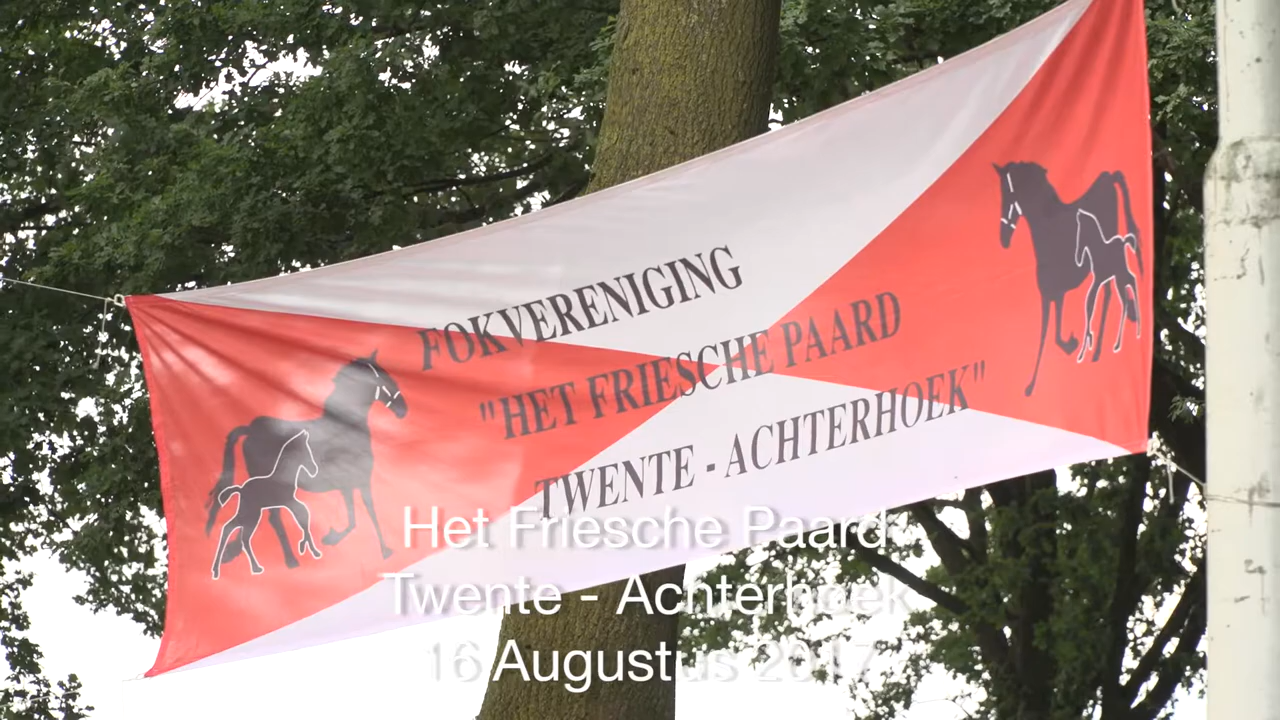 FOKVERENIGING
"HET FRIESCHE PAARD
TWENTE - ACHTERHOEK"
Het Friesche Paard
Twente - Achterhoek
16 Augustus 2017